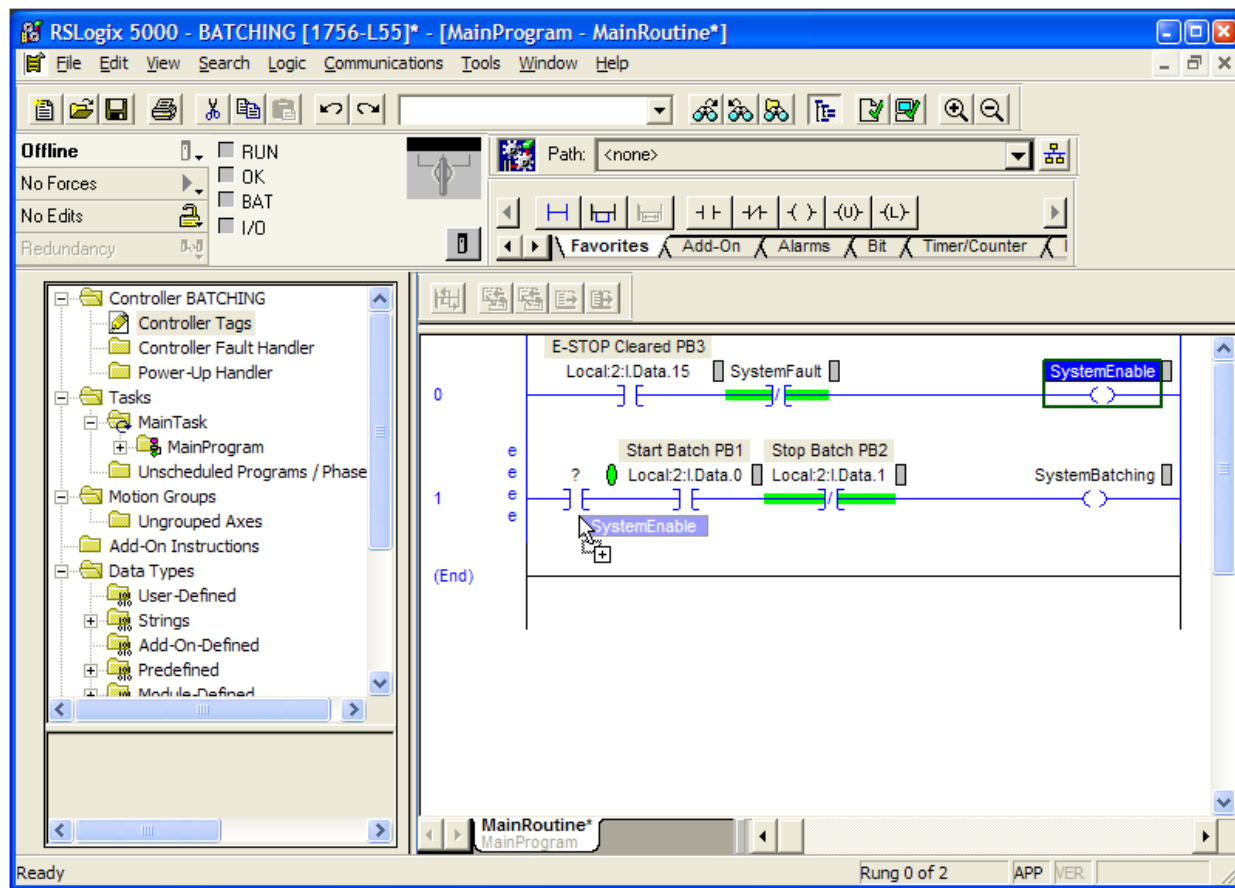 RSLogix 5000 - BATCHING [1756-L55]* - [MainProgram - MainRoutine*]
File Edit View Search Logic Communications Tools Window Help
Offline
RUN
No Forces
OK
No Edits
BAT
Redundancy
I/O
Path: <none>
Favorites Add-On Alarms Bit Timer/Counter
Controller BATCHING
Controller Tags
Controller Fault Handler
Power-Up Handler
Tasks
MainTask
MainProgram
Unscheduled Programs / Phase
Motion Groups
Ungrouped Axes
Add-On Instructions
Data Types
User-Defined
Strings
Add-On-Defined
Predefined
Module-Defined
E-STOP Cleared PB3
Local:2:I.Data.15 SystemFault SystemEnable
0
e Start Batch PB1 Stop Batch PB2
e ? Local:2:I.Data.0 Local:2:I.Data.1 SystemBatching
1 e
e SystemEnable
(End)
MainRoutine*
MainProgram
Ready Rung 0 of 2 APP VER